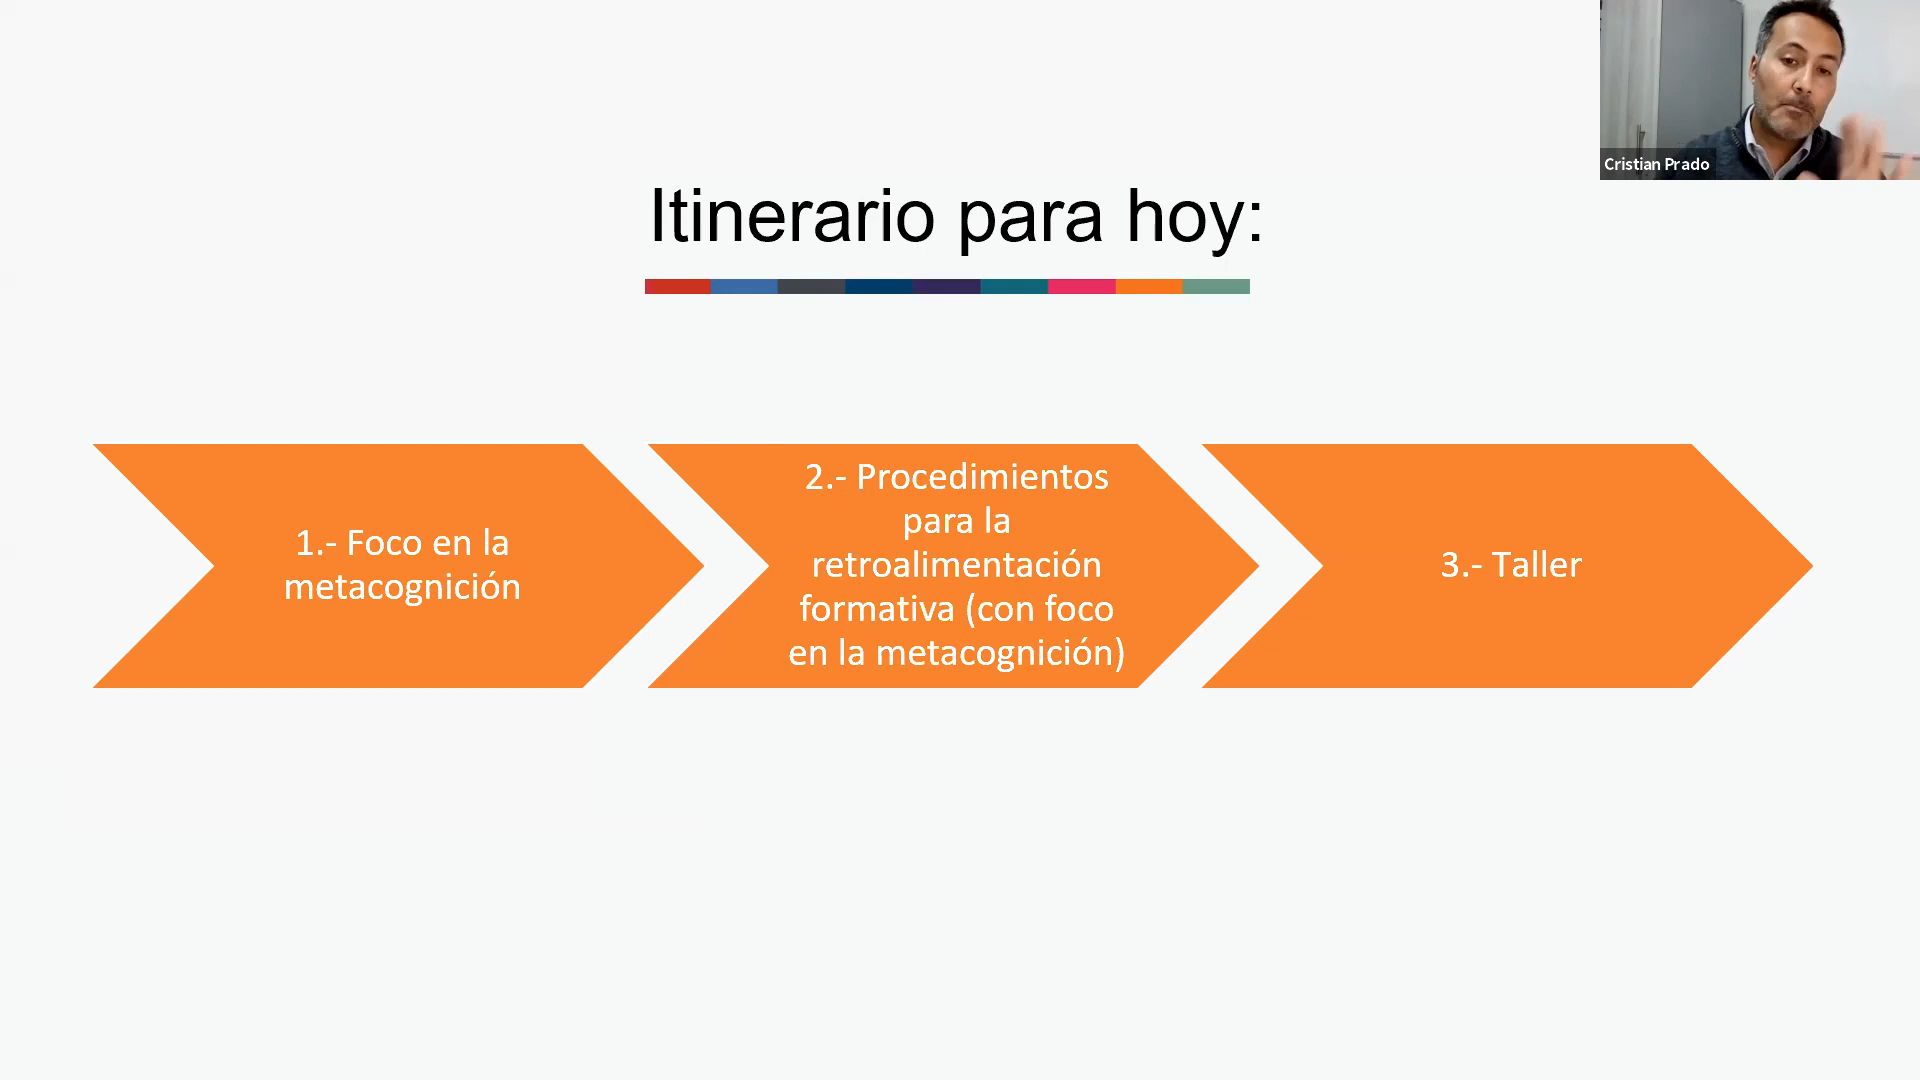 Cristian Prado
Itinerario para hoy:
1.- Foco en la
metacognición
2.- Procedimientos
para la
retroalimentación
formativa (con foco
en la metacognición)
3.- Taller